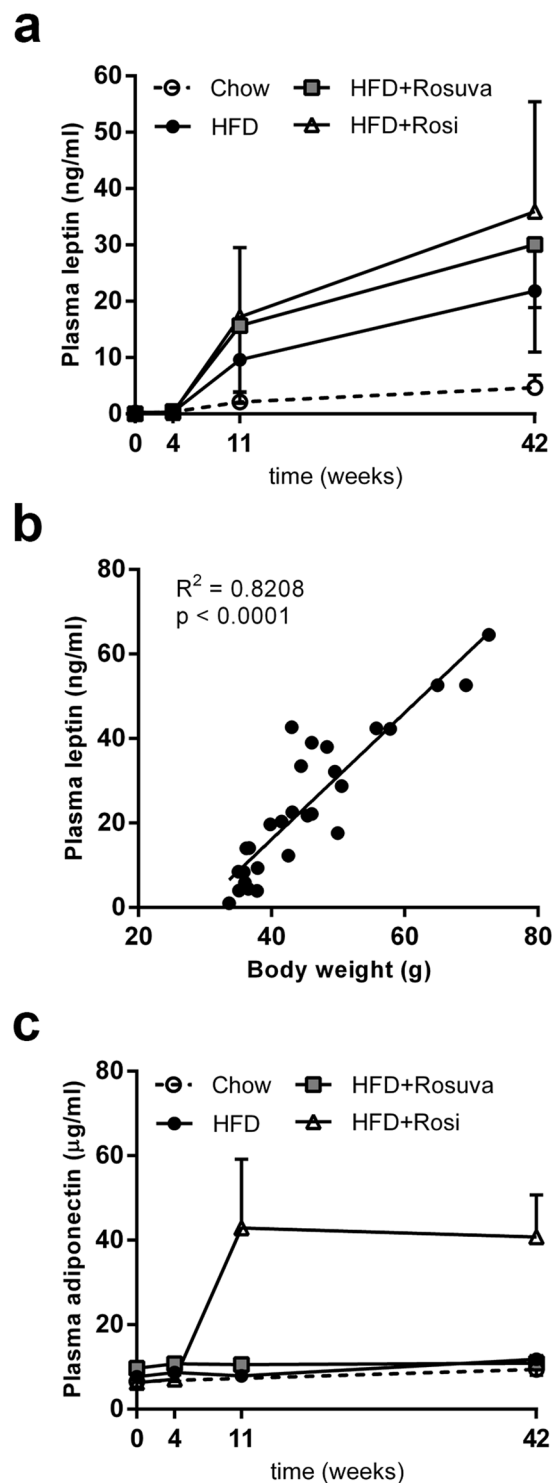 a
Chow HFD+Rosuva
HFD HFD+Rosi
60
50
40
30
20
10
0
Plasma leptin (ng/ml)
0 4 11 42
time (weeks)
b
R² = 0.8208
p < 0.0001
80
60
40
20
0
Plasma leptin (ng/ml)
20 40 60 80
Body weight (g)
c
Chow HFD+Rosuva
HFD HFD+Rosi
80
60
40
20
0
Plasma adiponectin (μg/ml)
0 4 11 42
time (weeks)